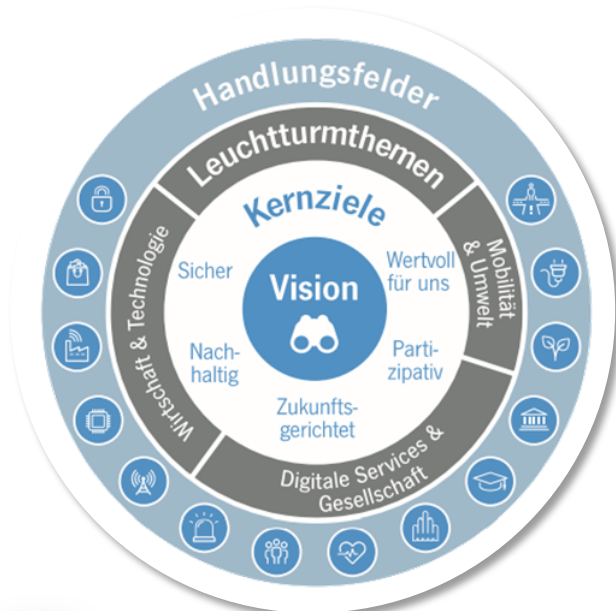 Handlungsfelder
Leuchtturmthemen
Kernziele
Vision
Sicher
Wertvoll
für uns
Nach-
haltig
Parti-
zipativ
Zukunfts-
gerichtet
Wirtschaft & Technologie
Mobilität
& Umwelt
Digitale Services &
Gesellschaft